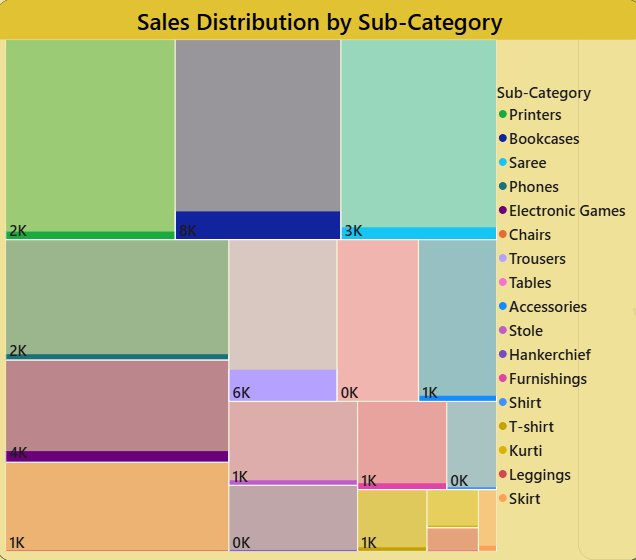 Sales Distribution by Sub-Category
Sub-Category
Printers
Bookcases
Saree
Phones
Electronic Games
Chairs
Trousers
Tables
Accessories
Stole
Hankerchief
Furnishings
Shirt
T-shirt
Kurti
Leggings
Skirt
2K
8K
3K
2K
6K
0K
1K
4K
1K
1K
0K
1K
0K
1K